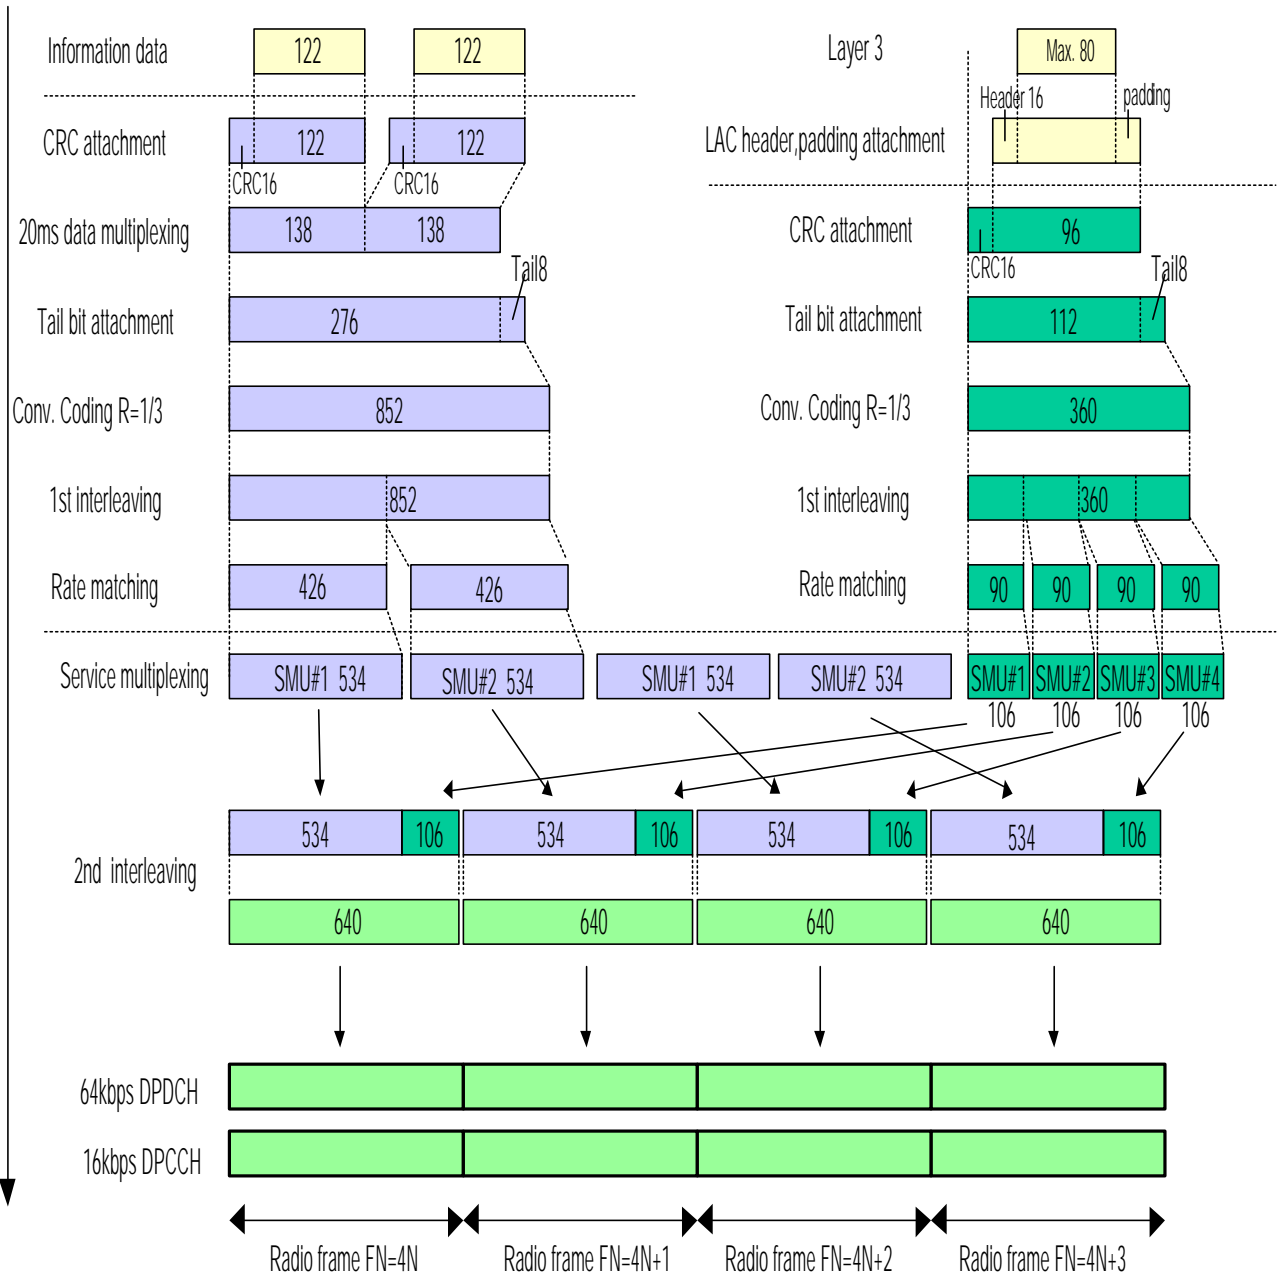 Information data
122
122
Layer 3
Max. 80
Header 16
padding
CRC attachment
122
122
LAC header,padding attachment
CRC16
CRC16
20ms data multiplexing
138
138
CRC attachment
96
CRC16
Tail8
Tail8
Tail bit attachment
276
Tail bit attachment
112
Conv. Coding R=1/3
852
Conv. Coding R=1/3
360
1st interleaving
852
1st interleaving
360
Rate matching
426
426
Rate matching
90
90
90
90
Service multiplexing
SMU#1 534
SMU#2 534
SMU#1 534
SMU#2 534
SMU#1
SMU#2
SMU#3
SMU#4
106
106
106
106
534
106
534
106
534
106
534
106
2nd interleaving
640
640
640
640
64kbps DPDCH
16kbps DPCCH
Radio frame FN=4N
Radio frame FN=4N+1
Radio frame FN=4N+2
Radio frame FN=4N+3